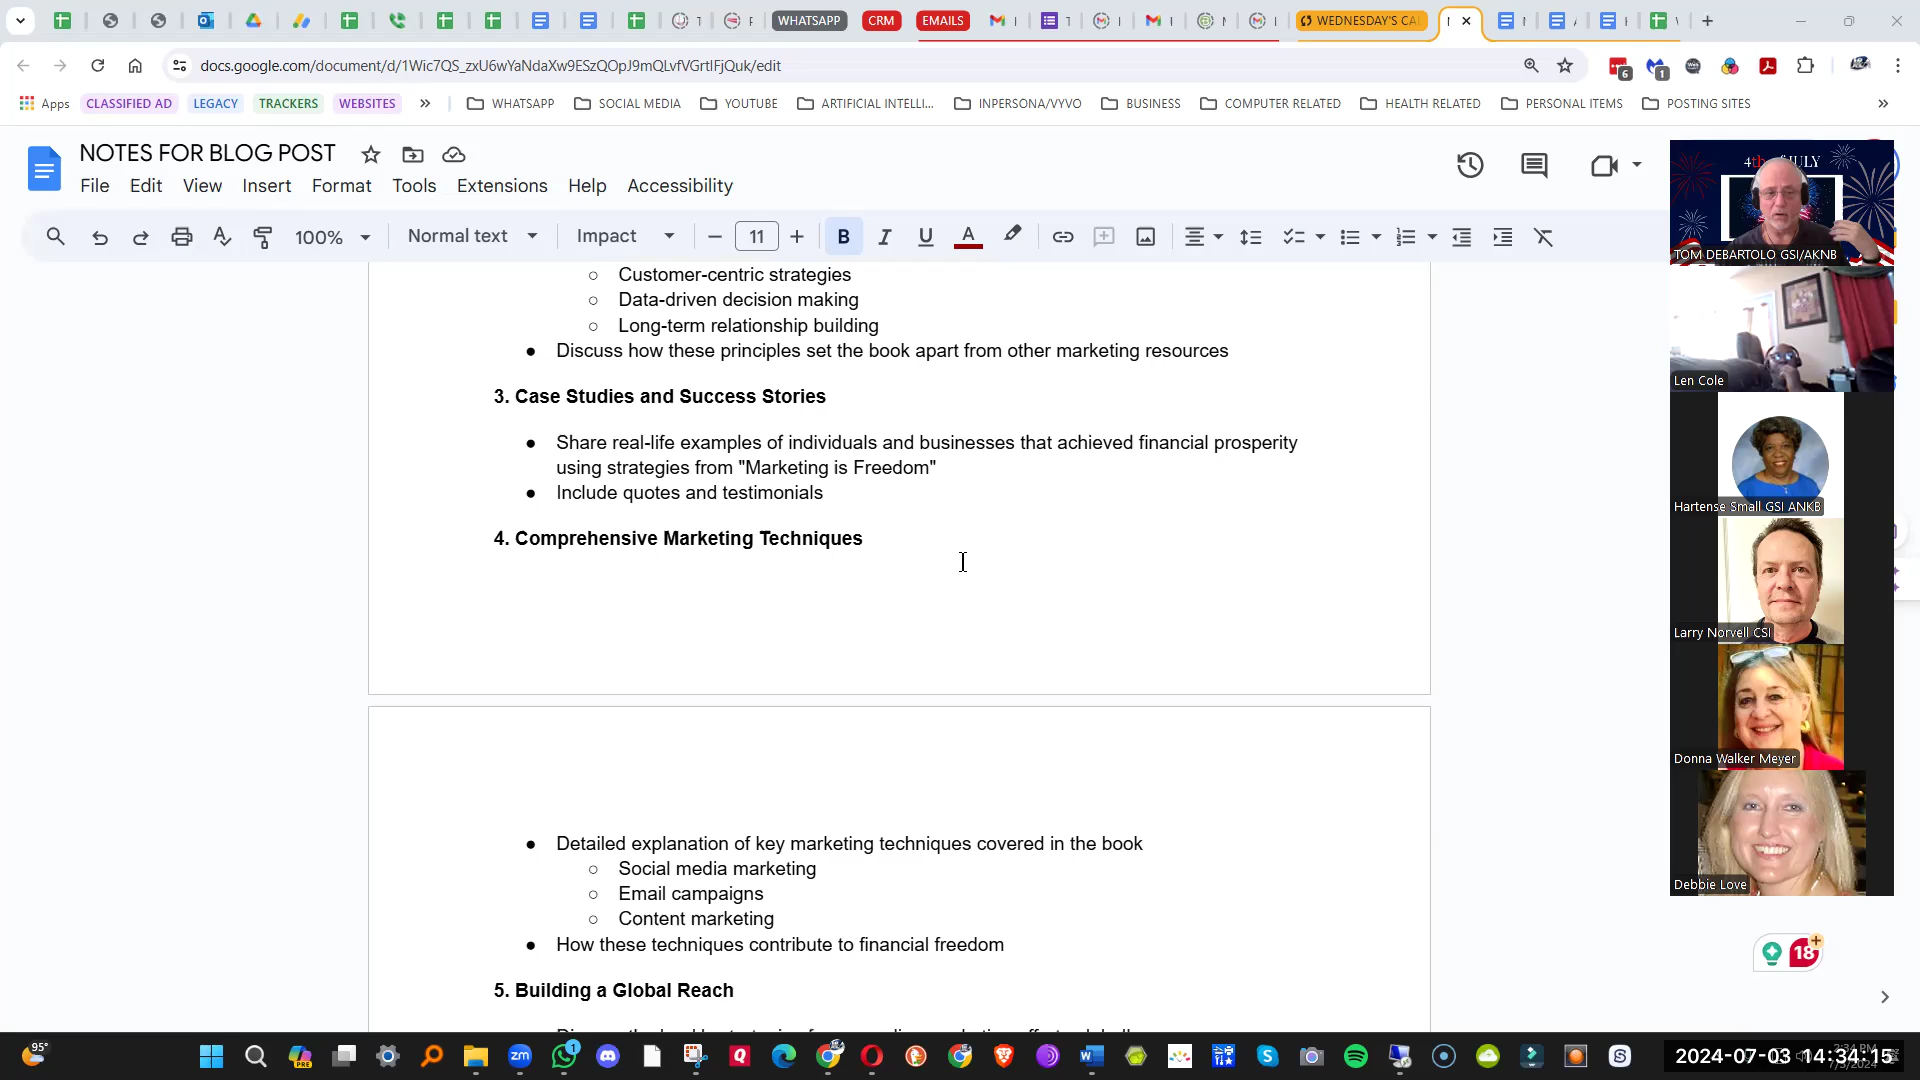 WHATSAPP
CRM
EMAILS
WEDNESDAY'S CA
docs.google.com/document/d/1Wic7QS_zxU6wYaNdaXw9ESzQOpJ9mQLvfVGrtIFjQuk/edit
6
1
Apps
CLASSIFIED AD
LEGACY
TRACKERS
WEBSITES
WHATSAPP
SOCIAL MEDIA
YOUTUBE
ARTIFICIAL INTELLI...
INPERSONA/VYVO
BUSINESS
COMPUTER RELATED
HEALTH RELATED
PERSONAL ITEMS
POSTING SITES
NOTES FOR BLOG POST
File Edit View Insert Format Tools Extensions Help Accessibility
100% Normal text Impact 11
○ Customer-centric strategies
○ Data-driven decision making
○ Long-term relationship building
● Discuss how these principles set the book apart from other marketing resources
3. Case Studies and Success Stories
● Share real-life examples of individuals and businesses that achieved financial prosperity
using strategies from "Marketing is Freedom"
● Include quotes and testimonials
4. Comprehensive Marketing Techniques
● Detailed explanation of key marketing techniques covered in the book
○ Social media marketing
○ Email campaigns
○ Content marketing
● How these techniques contribute to financial freedom
5. Building a Global Reach
TOM DEBARTOLO GSI/AKNB
Len Cole
Hartense Small GSI ANKB
Larry Norvell CSI
Donna Walker Meyer
Debbie Love
18
95°
2024-07-03 14:34:15